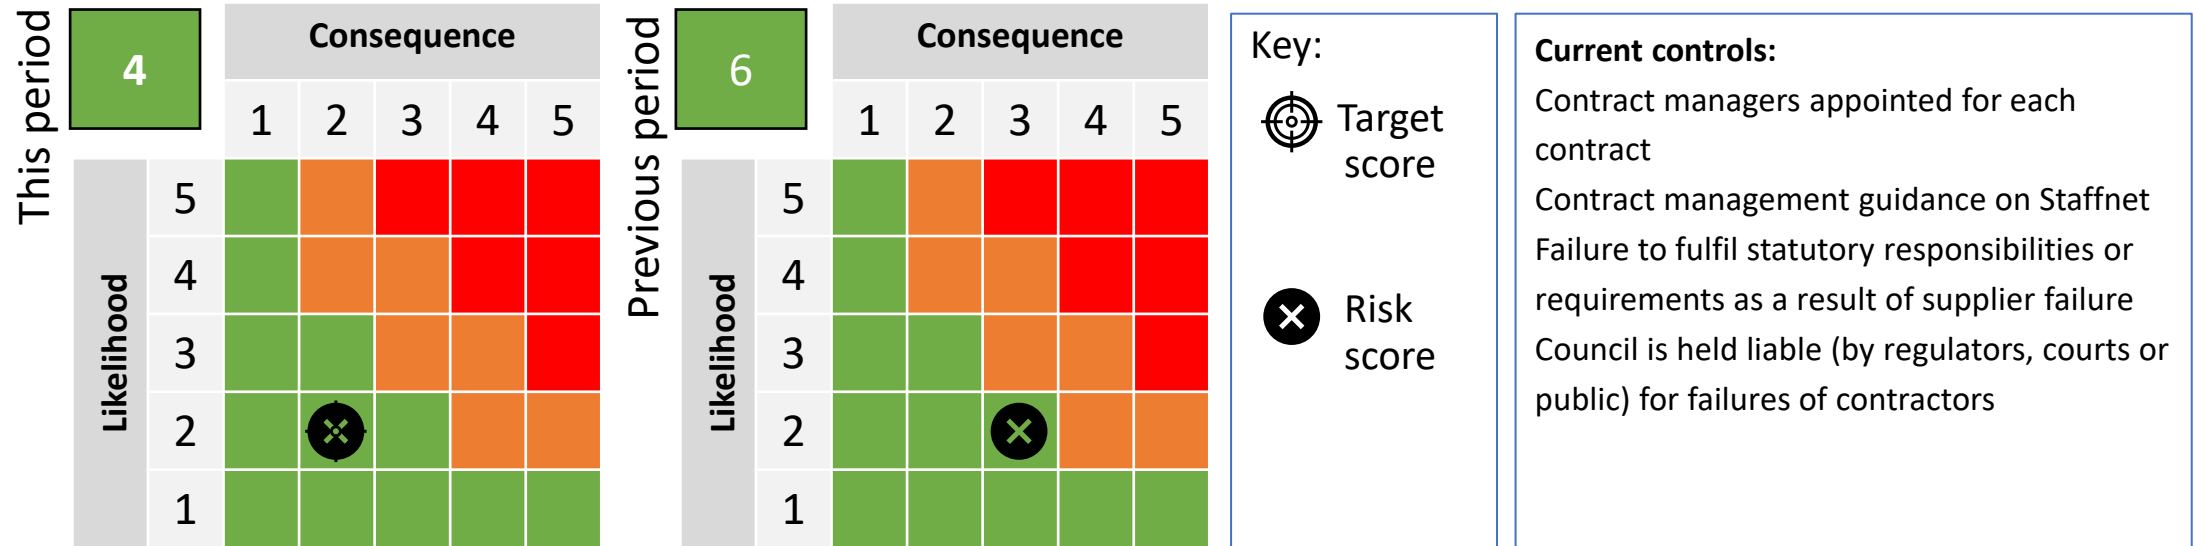 This period
4
Consequence
1 2 3 4 5
Likelihood
5
4
3
2
1
Previous period
6
Consequence
1 2 3 4 5
Likelihood
5
4
3
2
1
Key:
Target
score
Risk
score
Current controls:
Contract managers appointed for each
contract
Contract management guidance on Staffnet
Failure to fulfil statutory responsibilities or
requirements as a result of supplier failure
Council is held liable (by regulators, courts or
public) for failures of contractors